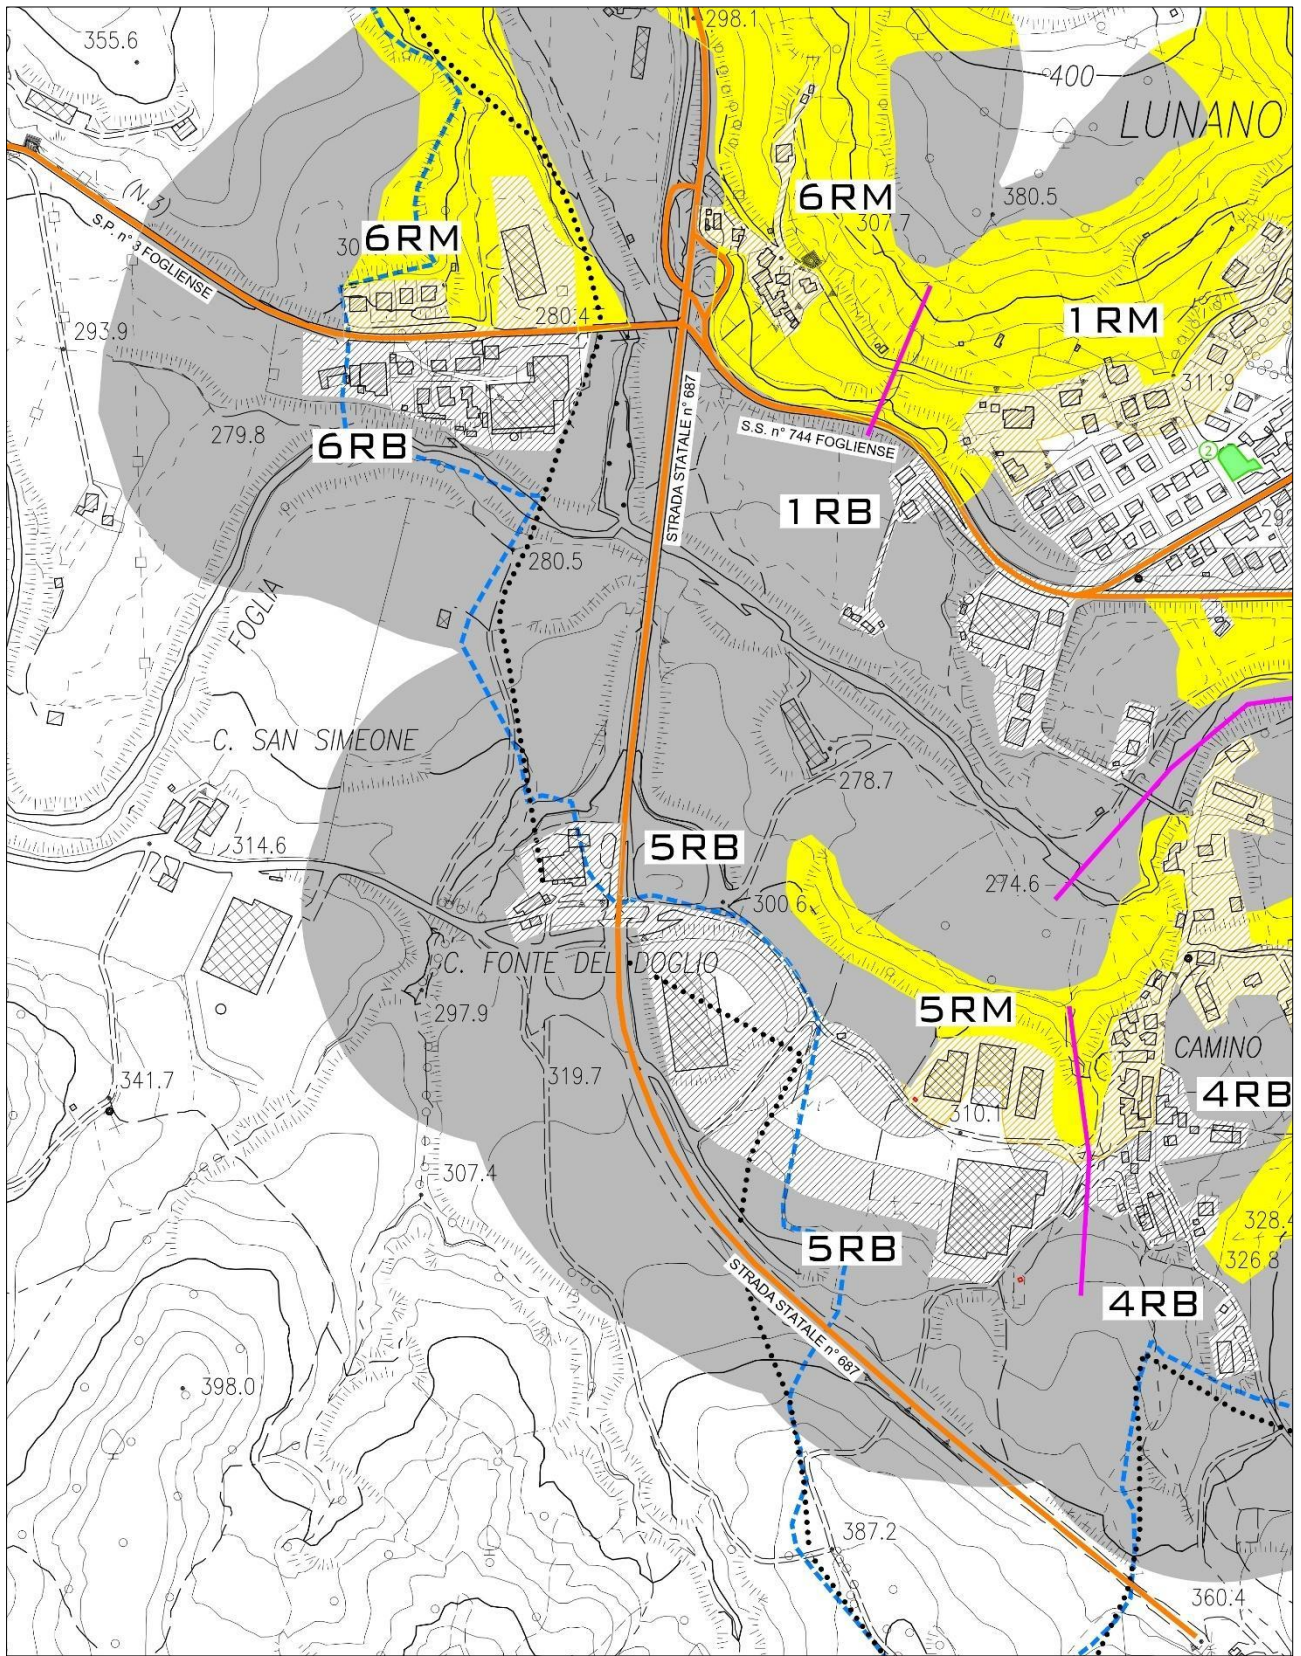 298.1
355.6
400
LUNANO
(N.3)
S.P. n° 3 FOGLIENSE
6RM
307.7
380.5
30
6RM
280.4
1RM
293.9
311.9
STRADA STATALE n° 687
S.S. n° 744 FOGLIENSE
279.8
6RB
2
1RB
292
280.5
FOGLIA
C. SAN SIMEONE
278.7
314.6
5RB
274.6
300.6
C. FONTE DEL DOGLIO
297.9
5RM
CAMINO
319.7
341.7
310.1
4RB
307.4
328.4
5RB
326.8
STRADA STATALE n° 687
4RB
398.0
387.2
360.4